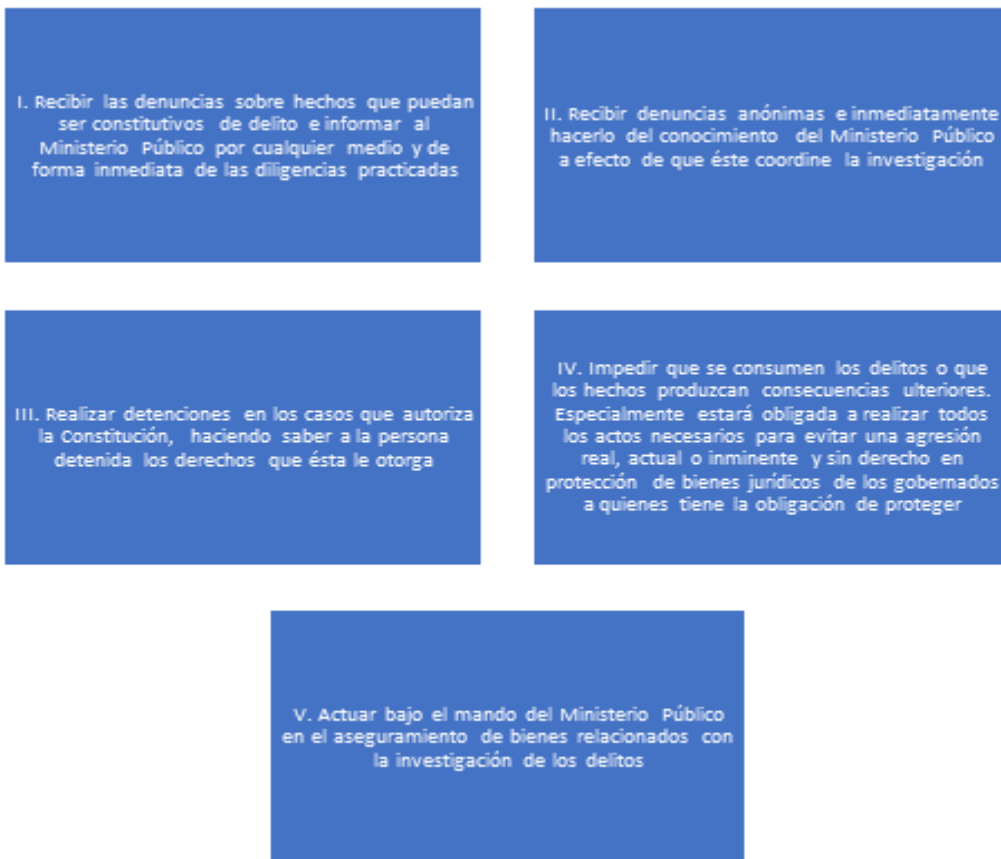 I. Recibir las denuncias sobre hechos que puedan
ser constitutivos de delito e informar al
Ministerio Público por cualquier medio y de
forma inmediata de las diligencias practicadas
II. Recibir denuncias anónimas e inmediatamente
hacerlo del conocimiento del Ministerio Público
a efecto de que éste coordine la investigación
III. Realizar detenciones en los casos que autoriza
la Constitución, haciendo saber a la persona
detenida los derechos que ésta le otorga
IV. Impedir que se consumen los delitos o que
los hechos produzcan consecuencias ulteriores.
Especialmente estará obligada a realizar todos
los actos necesarios para evitar una agresión
real, actual o inminente y sin derecho en
protección de bienes jurídicos de los gobernados
a quienes tiene la obligación de proteger
V. Actuar bajo el mando del Ministerio Público
en el aseguramiento de bienes relacionados con
la investigación de los delitos